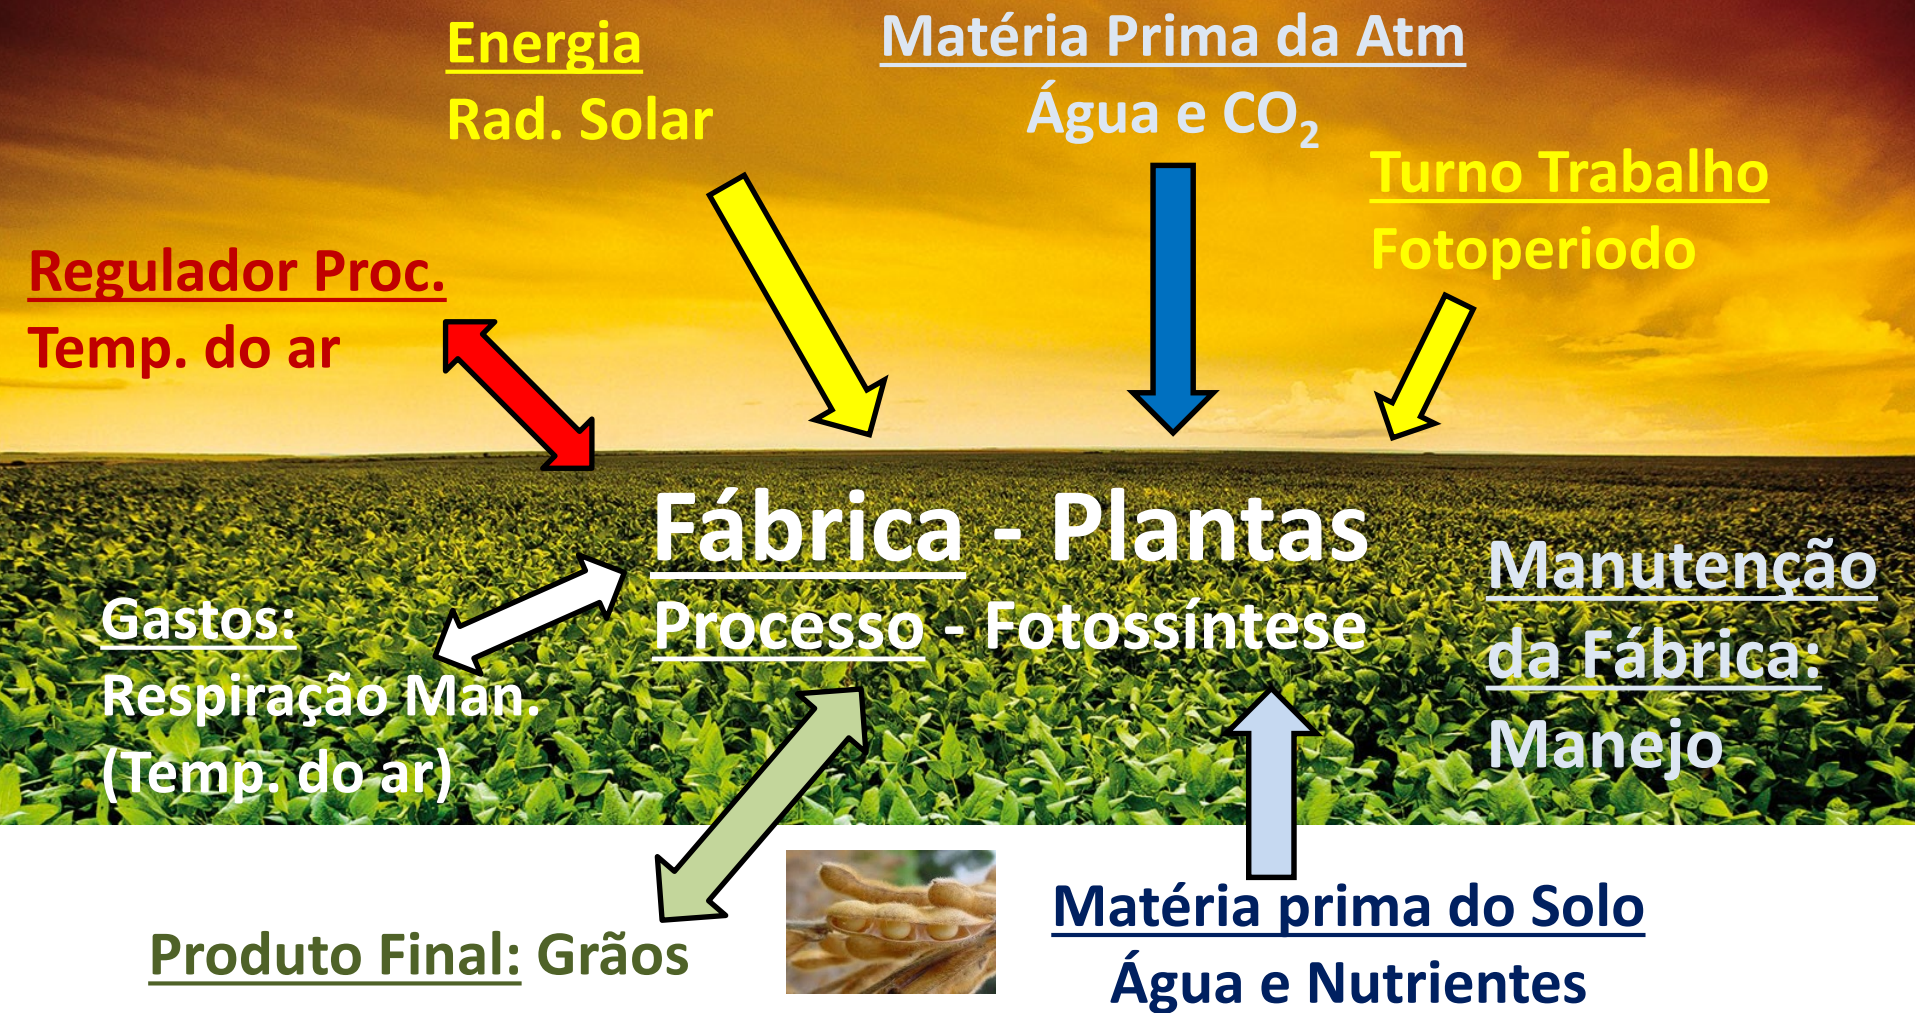 Energia
Rad. Solar
Matéria Prima da Atm
Água e CO₂
Turno Trabalho
Fotoperiodo
Regulador Proc.
Temp. do ar
Fábrica - Plantas
Processo - Fotossíntese
Gastos:
Respiração Man.
(Temp. do ar)
Manutenção
da Fábrica:
Manejo
Produto Final: Grãos
Matéria prima do Solo
Água e Nutrientes